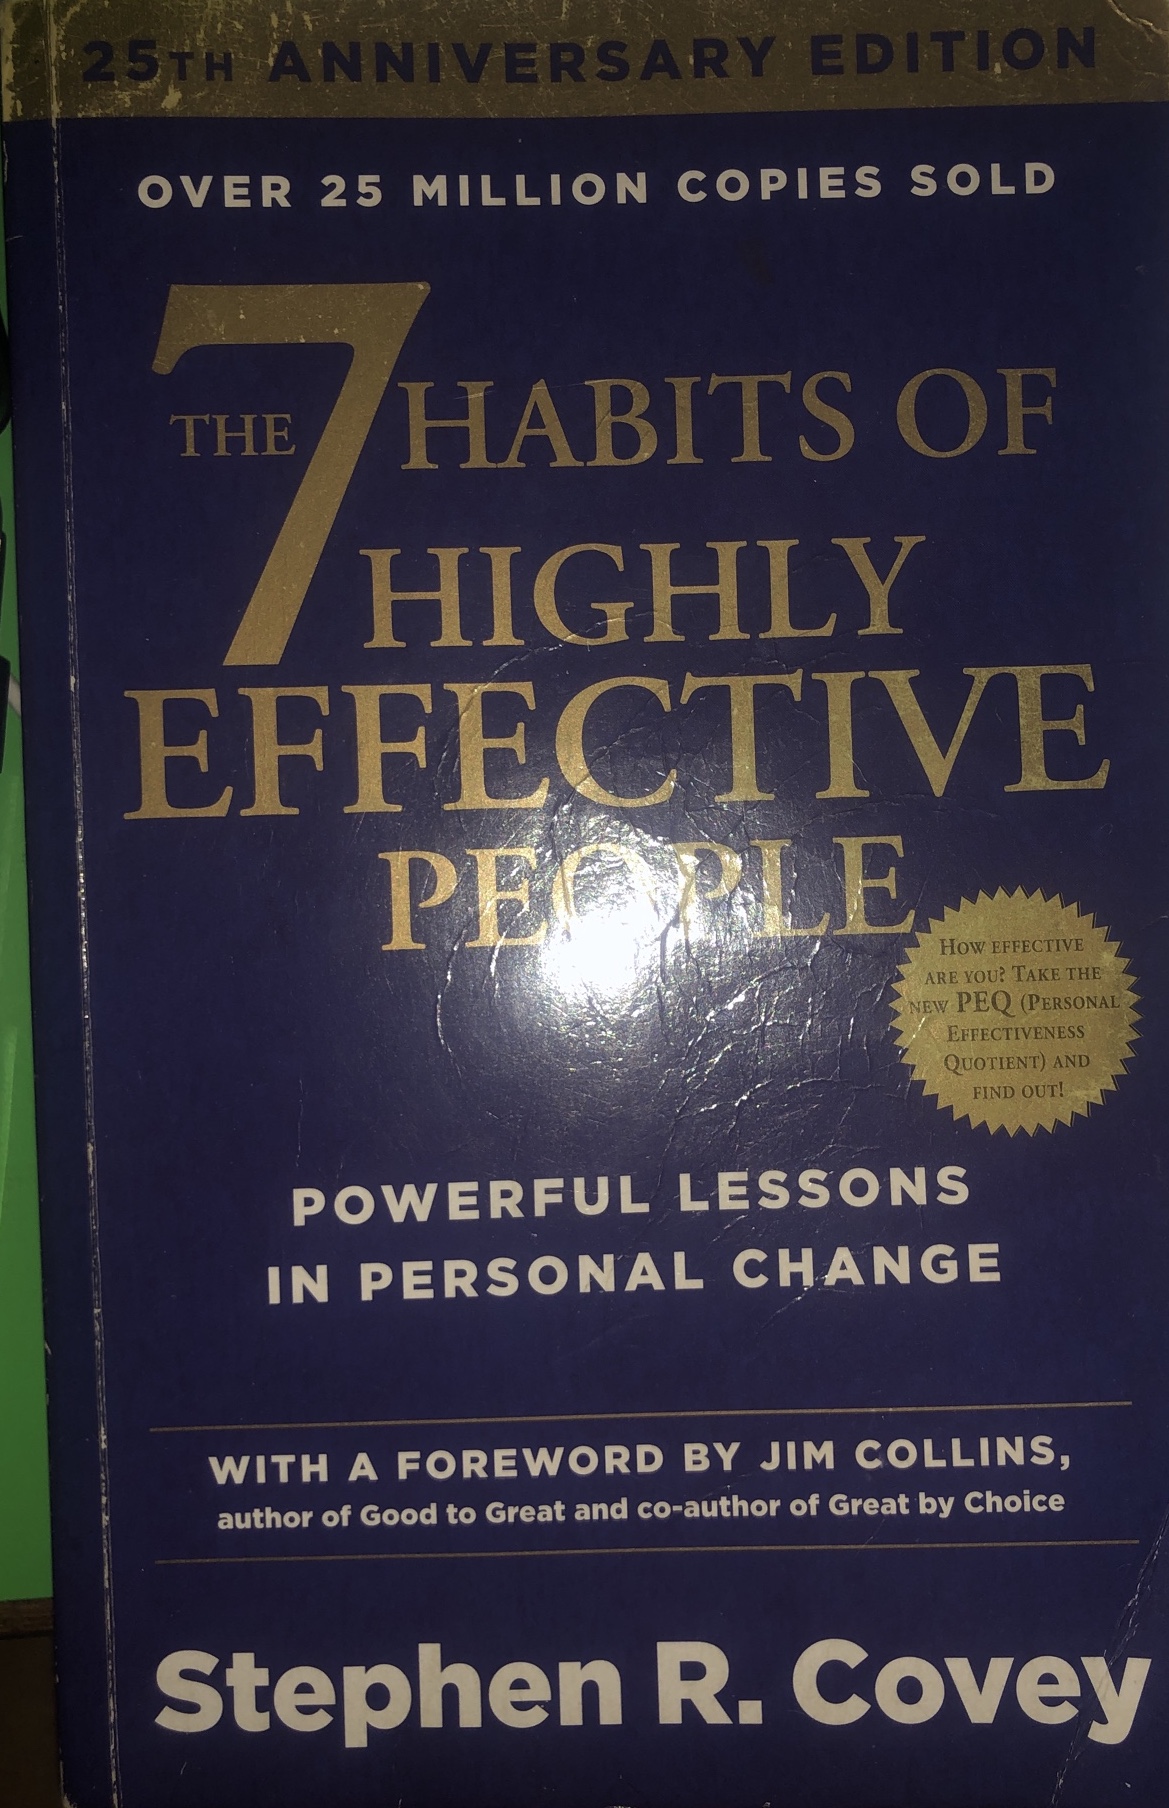 25TH ANNIVERSARY EDITION
OVER 25 MILLION COPIES SOLD
THE 7 HABITS OF
HIGHLY
EFFECTIVE
PEOPLE
HOW EFFECTIVE
ARE YOU? TAKE THE
NEW PEQ (PERSONAL
EFFECTIVENESS
QUOTIENT) AND
FIND OUT!
POWERFUL LESSONS
IN PERSONAL CHANGE
WITH A FOREWORD BY JIM COLLINS,
author of Good to Great and co-author of Great by Choice
Stephen R. Covey